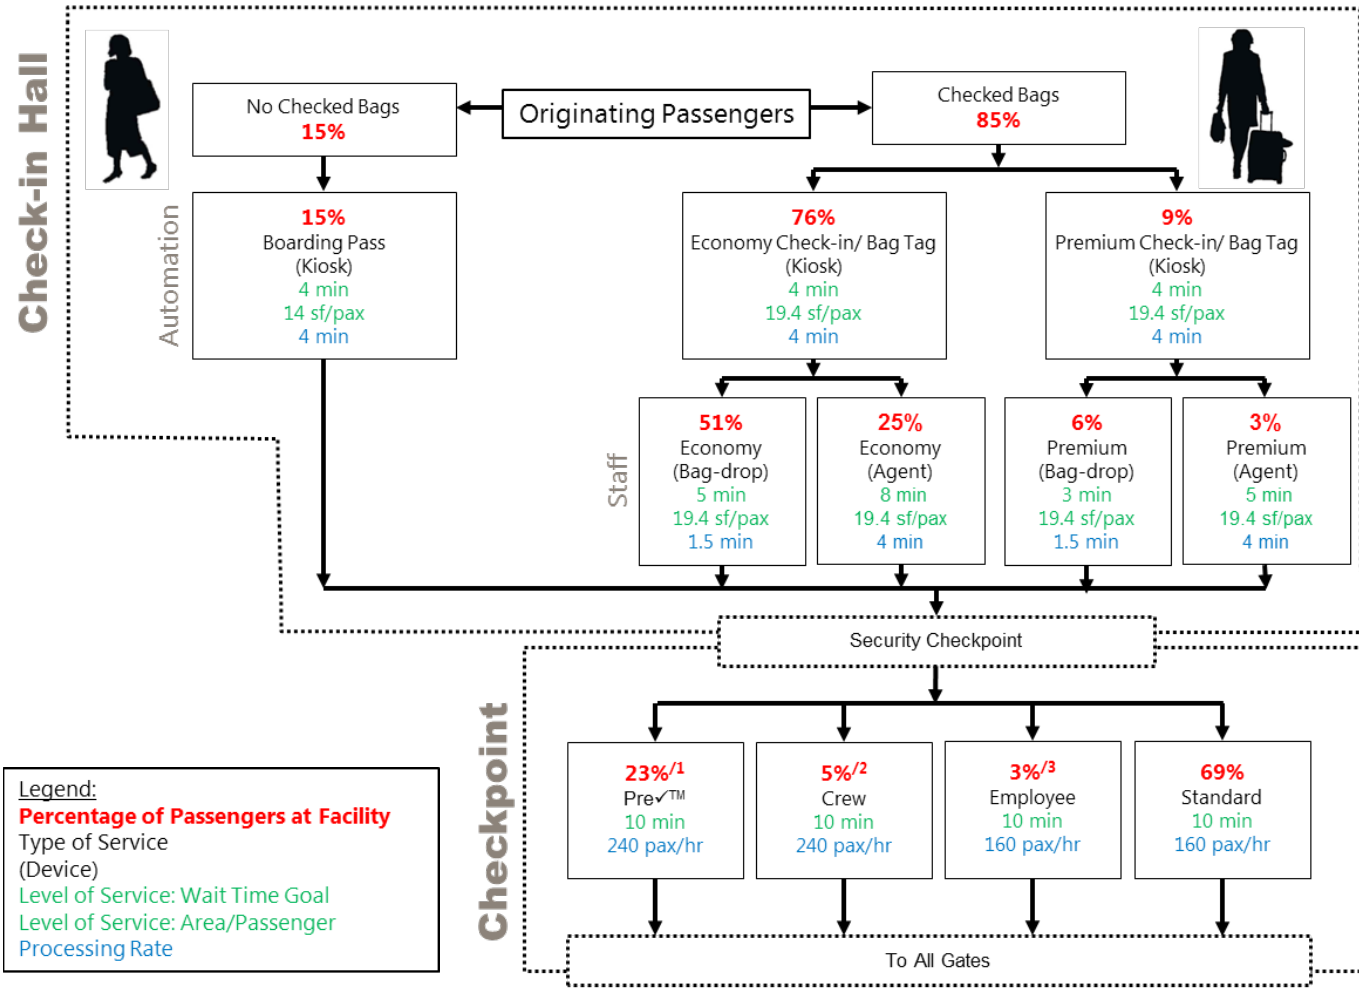 Check-in Hall
Originating Passengers
No Checked Bags
15%
Checked Bags
85%
Automation
15%
Boarding Pass
(Kiosk)
4 min
14 sf/pax
4 min
76%
Economy Check-in/ Bag Tag
(Kiosk)
4 min
19.4 sf/pax
4 min
9%
Premium Check-in/ Bag Tag
(Kiosk)
4 min
19.4 sf/pax
4 min
Staff
51%
Economy
(Bag-drop)
5 min
19.4 sf/pax
1.5 min
25%
Economy
(Agent)
8 min
19.4 sf/pax
4 min
6%
Premium
(Bag-drop)
3 min
19.4 sf/pax
1.5 min
3%
Premium
(Agent)
5 min
19.4 sf/pax
4 min
Security Checkpoint
Checkpoint
23%/1
Pre✓™
10 min
240 pax/hr
5%/2
Crew
10 min
240 pax/hr
3%/3
Employee
10 min
160 pax/hr
69%
Standard
10 min
160 pax/hr
To All Gates
Legend:
Percentage of Passengers at Facility
Type of Service
(Device)
Level of Service: Wait Time Goal
Level of Service: Area/Passenger
Processing Rate